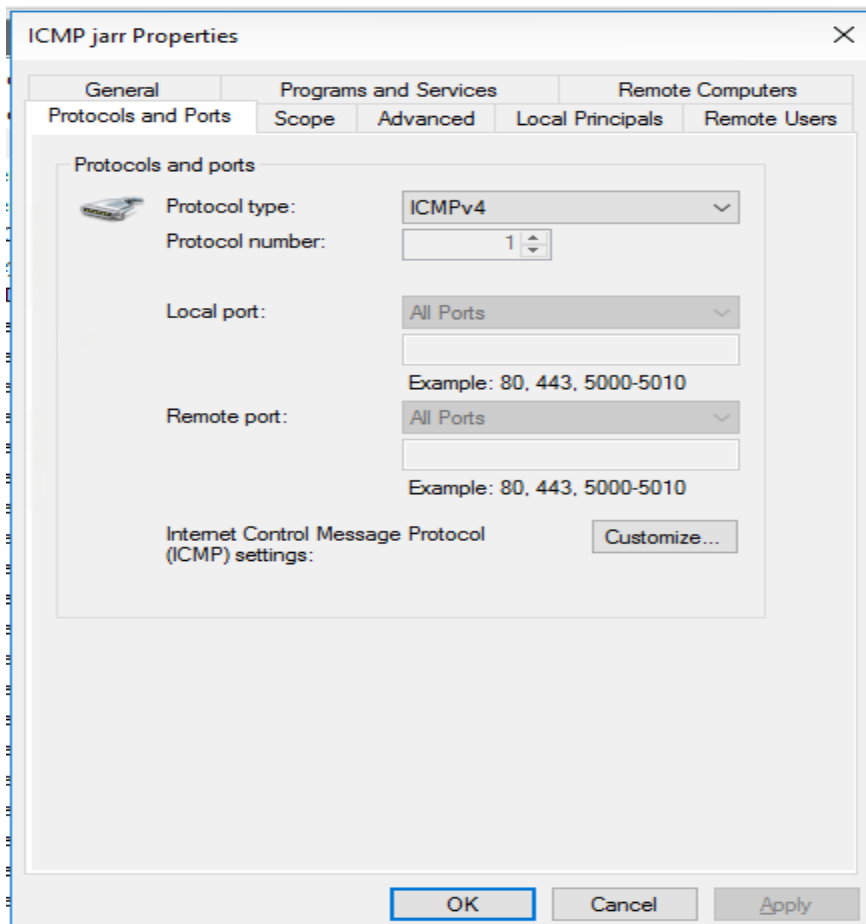 ICMP jarr Properties
General
Programs and Services
Remote Computers
Protocols and Ports
Scope
Advanced
Local Principals
Remote Users
Protocols and ports
Protocol type:
ICMPv4
Protocol number:
1
Local port:
All Ports
Example: 80, 443, 5000-5010
Remote port:
All Ports
Example: 80, 443, 5000-5010
Internet Control Message Protocol
(ICMP) settings:
Customize...
OK
Cancel
Apply